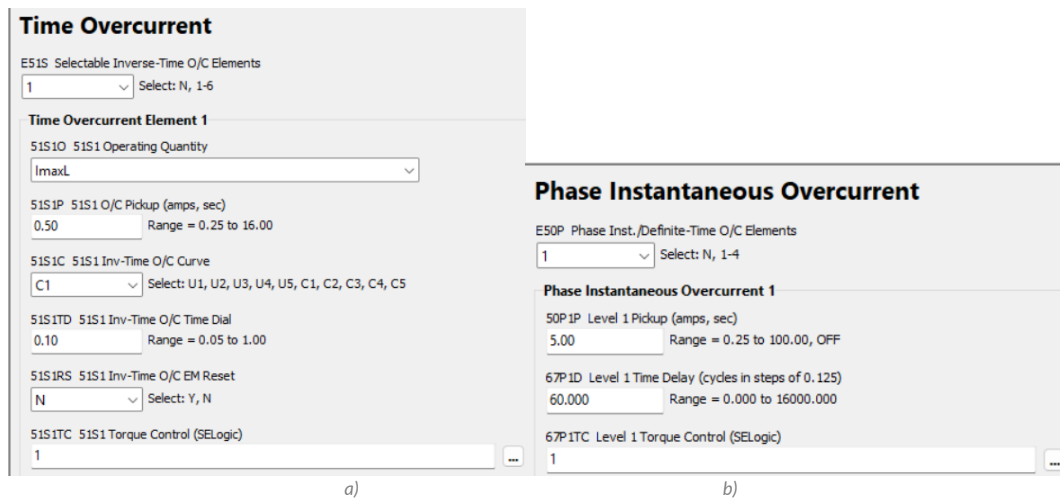 Time Overcurrent
E51S Selectable Inverse-Time O/C Elements
1 Select: N, 1-6
Time Overcurrent Element 1
51S1O 51S1 Operating Quantity
ImaxL
51S1P 51S1 O/C Pickup (amps, sec)
0.50 Range = 0.25 to 16.00
51S1C 51S1 Inv-Time O/C Curve
C1 Select: U1, U2, U3, U4, U5, C1, C2, C3, C4, C5
51S1TD 51S1 Inv-Time O/C Time Dial
0.10 Range = 0.05 to 1.00
51S1RS 51S1 Inv-Time O/C EM Reset
N Select: Y, N
51S1TC 51S1 Torque Control (SELogic)
1 ...
a)
Phase Instantaneous Overcurrent
E50P Phase Inst./Definite-Time O/C Elements
1 Select: N, 1-4
Phase Instantaneous Overcurrent 1
50P1P Level 1 Pickup (amps, sec)
5.00 Range = 0.25 to 100.00, OFF
67P1D Level 1 Time Delay (cycles in steps of 0.125)
60.000 Range = 0.000 to 16000.000
67P1TC Level 1 Torque Control (SELogic)
1 ...
b)